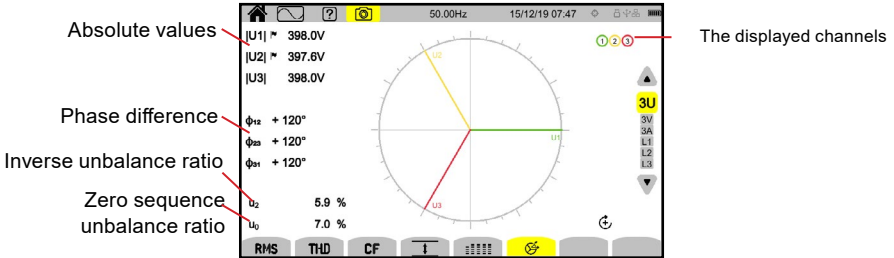 50.00Hz 15/12/19 07:47
Absolute values
|U1| 398.0V
|U2| 397.6V
|U3| 398.0V
1 2 3
The displayed channels
U2
U1
U3
3U
3V
3A
L1
L2
L3
Phase difference
ϕ12 + 120°
ϕ23 + 120°
ϕ31 + 120°
Inverse unbalance ratio
u2 5.9 %
Zero sequence
unbalance ratio
u0 7.0 %
RMS THD CF